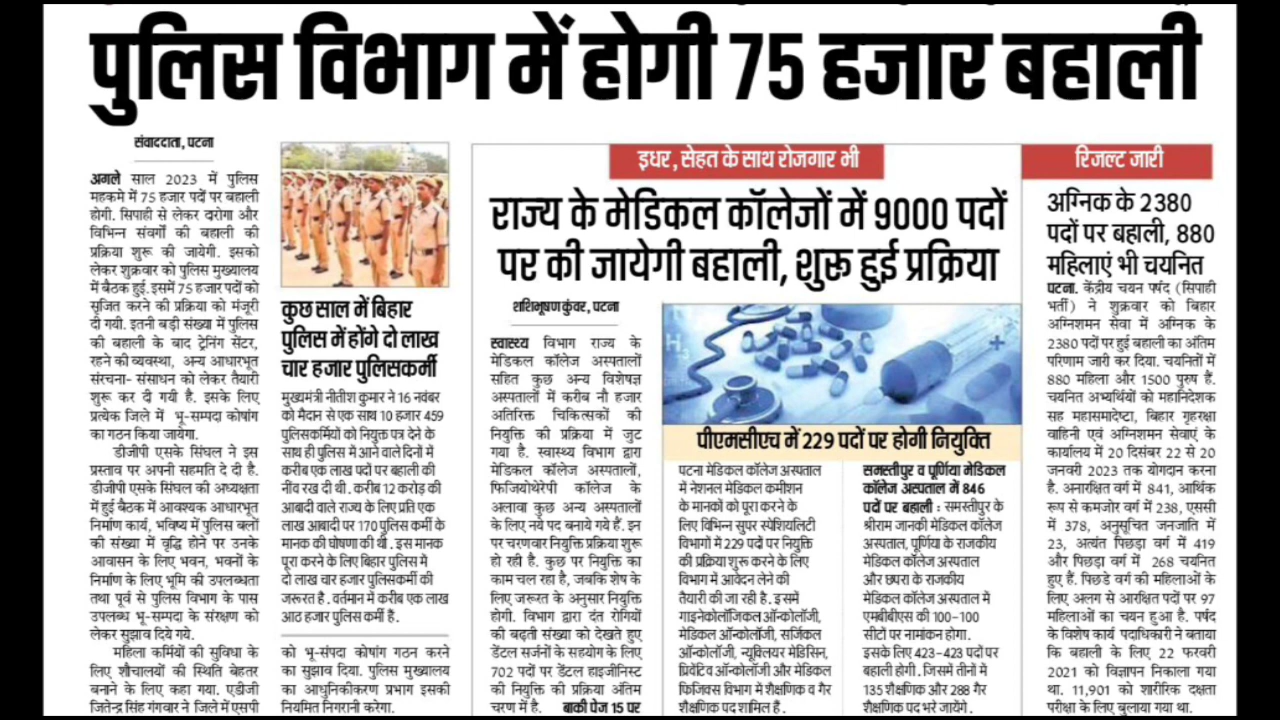 पुलिस विभाग में होगी 75 हजार बहाली
संवाददाता, पटना
अगले साल 2023 में पुलिस
महकमे में 75 हजार पदों पर बहाली
होगी. सिपाही से लेकर दारोगा और
विभिन्न संवर्गों की बहाली की
प्रक्रिया शुरू की जायेगी. इसको
लेकर शुक्रवार को पुलिस मुख्यालय
में बैठक हुई. इसमें 75 हजार पदों को
सृजित करने की प्रक्रिया को मंजूरी
दी गयी. इतनी बड़ी संख्या में पुलिस
की बहाली के बाद ट्रेनिंग सेंटर,
रहने की व्यवस्था, अन्य आधारभूत
संरचना- संसाधन को लेकर तैयारी
शुरू कर दी गयी है. इसके लिए
प्रत्येक जिले में भू-सम्पदा कोषांग
का गठन किया जायेगा.
डीजीपी एसके सिंघल ने इस
प्रस्ताव पर अपनी सहमति दे दी है.
डीजीपी एसके सिंघल की अध्यक्षता
में हुई बैठक में आवश्यक आधारभूत
निर्माण कार्य, भविष्य में पुलिस बलों
की संख्या में वृद्धि होने पर उनके
आवासन के लिए भवन, भवनों के
निर्माण के लिए भूमि की उपलब्धता
तथा पूर्व से पुलिस विभाग के पास
उपलब्ध भू-सम्पदा के संरक्षण को
लेकर सुझाव दिये गये.
महिला कर्मियों की सुविधा के
लिए शौचालयों की स्थिति बेहतर
बनाने के लिए कहा गया. एडीजी
जितेन्द्र सिंह गंगवार ने जिले में एसपी
कुछ साल में बिहार
पुलिस में होंगे दो लाख
चार हजार पुलिसकर्मी
मुख्यमंत्री नीतीश कुमार ने 16 नवंबर
को मैदान से एक साथ 10 हजार 459
पुलिसकर्मियों को नियुक्त पत्र देने के
साथ ही पुलिस में आने वाले दिनों में
करीब एक लाख पदों पर बहाली की
नींव रख दी थी. करीब 12 करोड़ की
आबादी वाले राज्य के लिए प्रति एक
लाख आबादी पर 170 पुलिस कर्मी के
मानक की घोषणा की थी. इस मानक
पूरा करने के लिए बिहार पुलिस में
दो लाख चार हजार पुलिसकर्मी की
जरूरत है. वर्तमान में करीब एक लाख
आठ हजार पुलिस कर्मी है.
को भू-संपदा कोषांग गठन करने
का सुझाव दिया. पुलिस मुख्यालय
का आधुनिकीकरण प्रभाग इसकी
नियमित निगरानी करेगा.
इधर, सेहत के साथ रोजगार भी
राज्य के मेडिकल कॉलेजों में 9000 पदों
पर की जायेगी बहाली, शुरू हुई प्रक्रिया
शशिभूषण कुंवर, पटना
स्वास्थ्य विभाग राज्य के
मेडिकल कॉलेज अस्पतालों
सहित कुछ अन्य विशेषज्ञ
अस्पतालों में करीब नौ हजार
अतिरिक्त चिकित्सकों की
नियुक्ति की प्रक्रिया में जुट
गया है. स्वास्थ्य विभाग द्वारा
मेडिकल कॉलेज अस्पतालों,
फिजियोथेरेपी कॉलेज के
अलावा कुछ अन्य अस्पतालों
के लिए नये पद बनाये गये हैं. इन
पर चरणवार नियुक्ति प्रक्रिया शुरू
हो रही है. कुछ पर नियुक्ति का
काम चल रहा है, जबकि शेष के
लिए जरूरत के अनुसार नियुक्ति
होगी. विभाग द्वारा दंत रोगियों
की बढ़ती संख्या को देखते हुए
डेंटल सर्जनों के सहयोग के लिए
702 पदों पर डेंटल हाइजीनिस्ट
की नियुक्ति की प्रक्रिया अंतिम
चरण में है. बाकी पेज 15 पर
पीएमसीएच में 229 पदों पर होगी नियुक्ति
पटना मेडिकल कॉलेज अस्पताल
में नेशनल मेडिकल कमीशन
के मानकों को पूरा करने के
लिए विभिन्न सुपर स्पेशियलिटी
विभागों में 229 पदों पर नियुक्ति
की प्रक्रिया शुरू करने के लिए
विभाग में आवेदन लेने की
तैयारी की जा रही है. इसमें
गाइनेकोलॉजिकल ऑन्कोलॉजी,
मेडिकल ऑन्कोलॉजी, सर्जिकल
ऑन्कोलॉजी, न्यूक्लियर मेडिसिन,
प्रिवेंटिव ऑन्कोलॉजी और मेडिकल
फिजिक्स विभाग में शैक्षणिक व गैर
शैक्षणिक पद शामिल हैं.
समस्तीपुर व पूर्णिया मेडिकल
कॉलेज अस्पताल में 846
पदों पर बहाली : समस्तीपुर के
श्रीराम जानकी मेडिकल कॉलेज
अस्पताल, पूर्णिया के राजकीय
मेडिकल कॉलेज अस्पताल
और छपरा के राजकीय
मेडिकल कॉलेज अस्पताल में
एमबीबीएस की 100-100
सीटों पर नामांकन होगा.
इसके लिए 423-423 पदों पर
बहाली होगी. जिसमें तीनों में
135 शैक्षणिक और 288 गैर
शैक्षणिक पद भरे जायेंगे.
रिजल्ट जारी
अग्निक के 2380
पदों पर बहाली, 880
महिलाएं भी चयनित
पटना. केंद्रीय चयन पर्षद (सिपाही
भर्ती) ने शुक्रवार को बिहार
अग्निशमन सेवा में अग्निक के
2380 पदों पर हुई बहाली का अंतिम
परिणाम जारी कर दिया. चयनितों में
880 महिला और 1500 पुरुष हैं.
चयनित अभ्यर्थियों को महानिदेशक
सह महासमादेष्टा, बिहार गृहरक्षा
वाहिनी एवं अग्निशमन सेवाएं के
कार्यालय में 20 दिसंबर 22 से 20
जनवरी 2023 तक योगदान करना
है. अनारक्षित वर्ग में 841, आर्थिक
रूप से कमजोर वर्ग में 238, एससी
में 378, अनुसूचित जनजाति में
23, अत्यंत पिछड़ा वर्ग में 419
और पिछड़ा वर्ग में 268 चयनित
हुए हैं. पिछडे वर्ग की महिलाओं के
लिए अलग से आरक्षित पदों पर 97
महिलाओं का चयन हुआ है. पर्षद
के विशेष कार्य पदाधिकारी ने बताया
कि बहाली के लिए 22 फरवरी
2021 को विज्ञापन निकाला गया
था. 11,901 को शारीरिक दक्षता
परीक्षा के लिए बुलाया गया था.